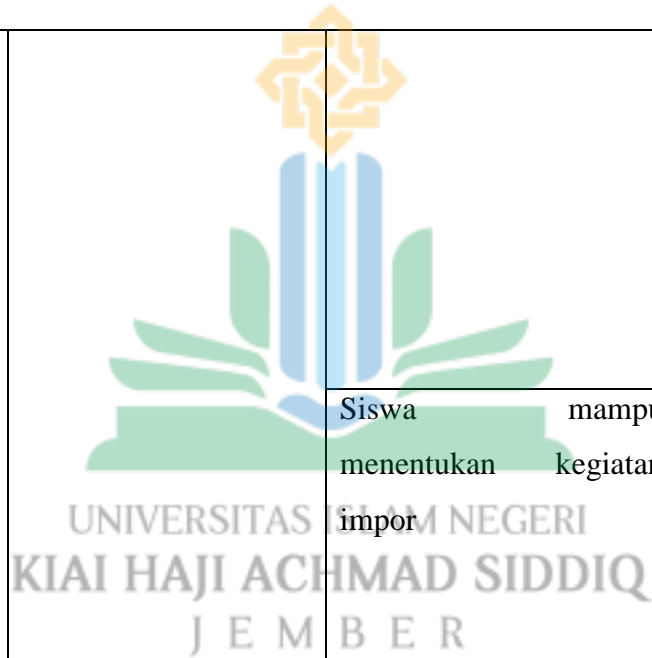 Siswa mampu
menentukan kegiatan
impor
UNIVERSITAS ISLAM NEGERI
KIAI HAJI ACHMAD SIDDIQ
JEMBER